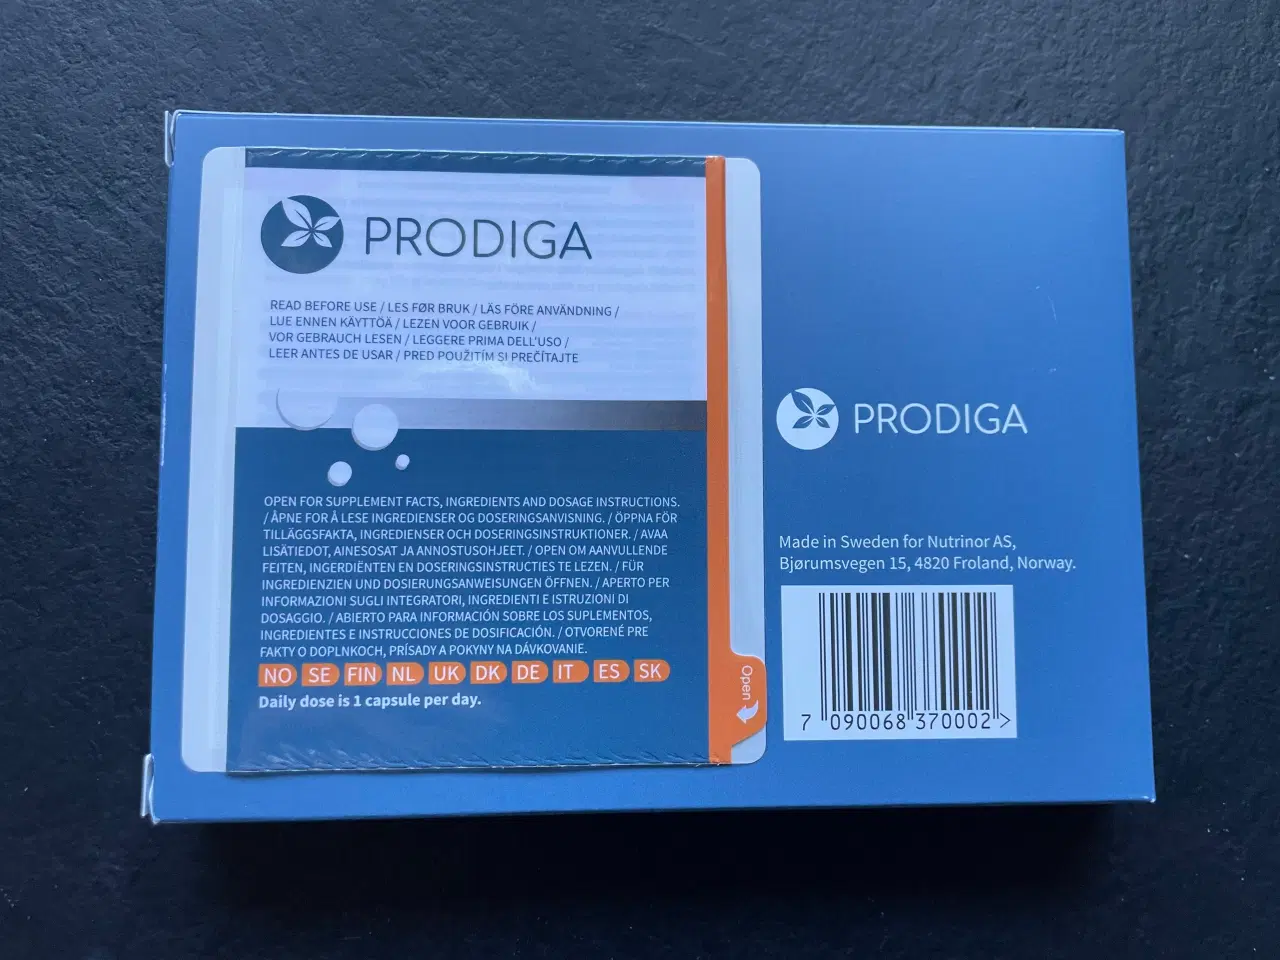 PRODIGA
READ BEFORE USE / LES FØR BRUK / LÄS FÖRE ANVÄNDNING /
LUE ENNEN KÄYTTÖÄ / LEZEN VOOR GEBRUIK /
VOR GEBRAUCH LESEN / LEGGERE PRIMA DELL'USO /
LEER ANTES DE USAR / PRED POUŽITÍM SI PREČÍTAJTE
OPEN FOR SUPPLEMENT FACTS, INGREDIENTS AND DOSAGE INSTRUCTIONS.
/ ÅPNE FOR Å LESE INGREDIENSER OG DOSERINGSANVISNING. / ÖPPNA FÖR
TILLÄGGSFAKTA, INGREDIENSER OCH DOSERINGSINSTRUKTIONER. / AVAA
LISÄTIEDOT, AINESOSAT JA ANNOSTUSOHJEET. / OPEN OM AANVULLENDE
FEITEN, INGERDIËNTEN EN DOSERINGSINSTRUCTIES TE LEZEN. / FÜR
INGREDIENZIEN UND DOSIERUNGSANWEISUNGEN ÖFFNEN. / APERTO PER
INFORMAZIONI SUGLI INTEGRATORI, INGREDIENTI E ISTRUZIONI DI
DOSAGGIO. / ABIERTO PARA INFORMACIÓN SOBRE LOS SUPLEMENTOS,
INGREDIENTES E INSTRUCCIONES DE DOSIFICACIÓN. / OTVORENÉ PRE
FAKTY O DOPLNKOCH, PRÍSADY A POKYNY NA DÁVKOVANIE.
NO SE FIN NL UK DK DE IT ES SK
Daily dose is 1 capsule per day.
Open
PRODIGA
Made in Sweden for Nutrinor AS,
Bjørumsvegen 15, 4820 Froland, Norway.
7 090068 370002 >